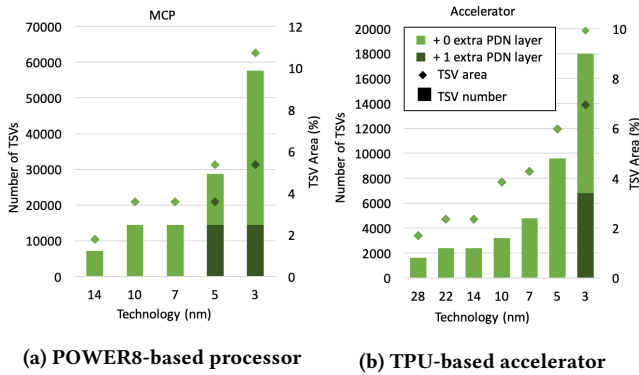 MCP
Number of TSVs
70000
60000
50000
40000
30000
20000
10000
0
12
10
8
6
4
2
0
TSV Area (%)
14 10 7 5 3
Technology (nm)
(a) POWER8-based processor
Accelerator
+ 0 extra PDN layer
+ 1 extra PDN layer
TSV area
TSV number
Number of TSVs
20000
18000
16000
14000
12000
10000
8000
6000
4000
2000
0
10
8
6
4
2
0
TSV Area (%)
28 22 14 10 7 5 3
Technology (nm)
(b) TPU-based accelerator